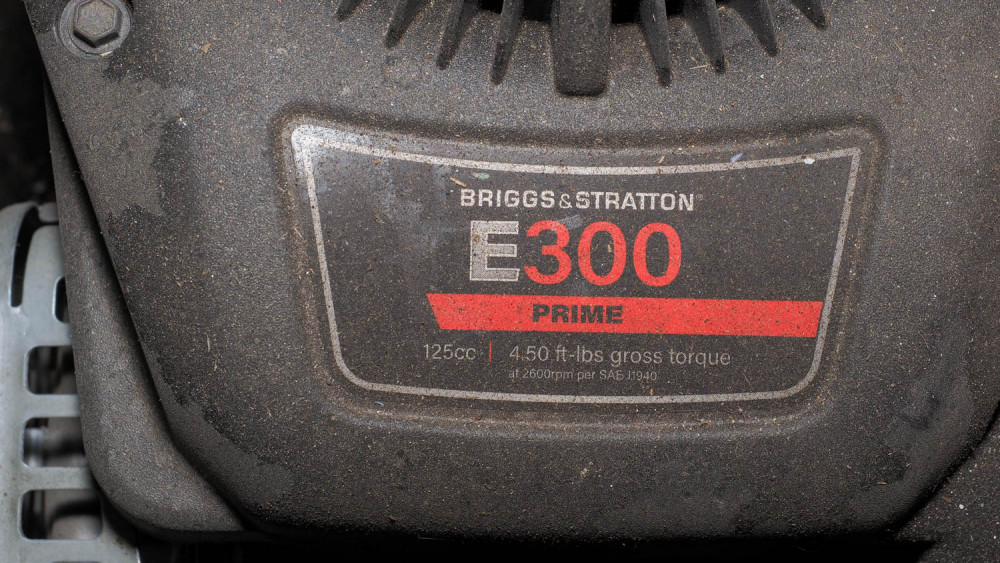 BRIGGS&STRATTON®
E300
PRIME
125cc | 4.50 ft-lbs gross torque
at 2600rpm per SAE J1940